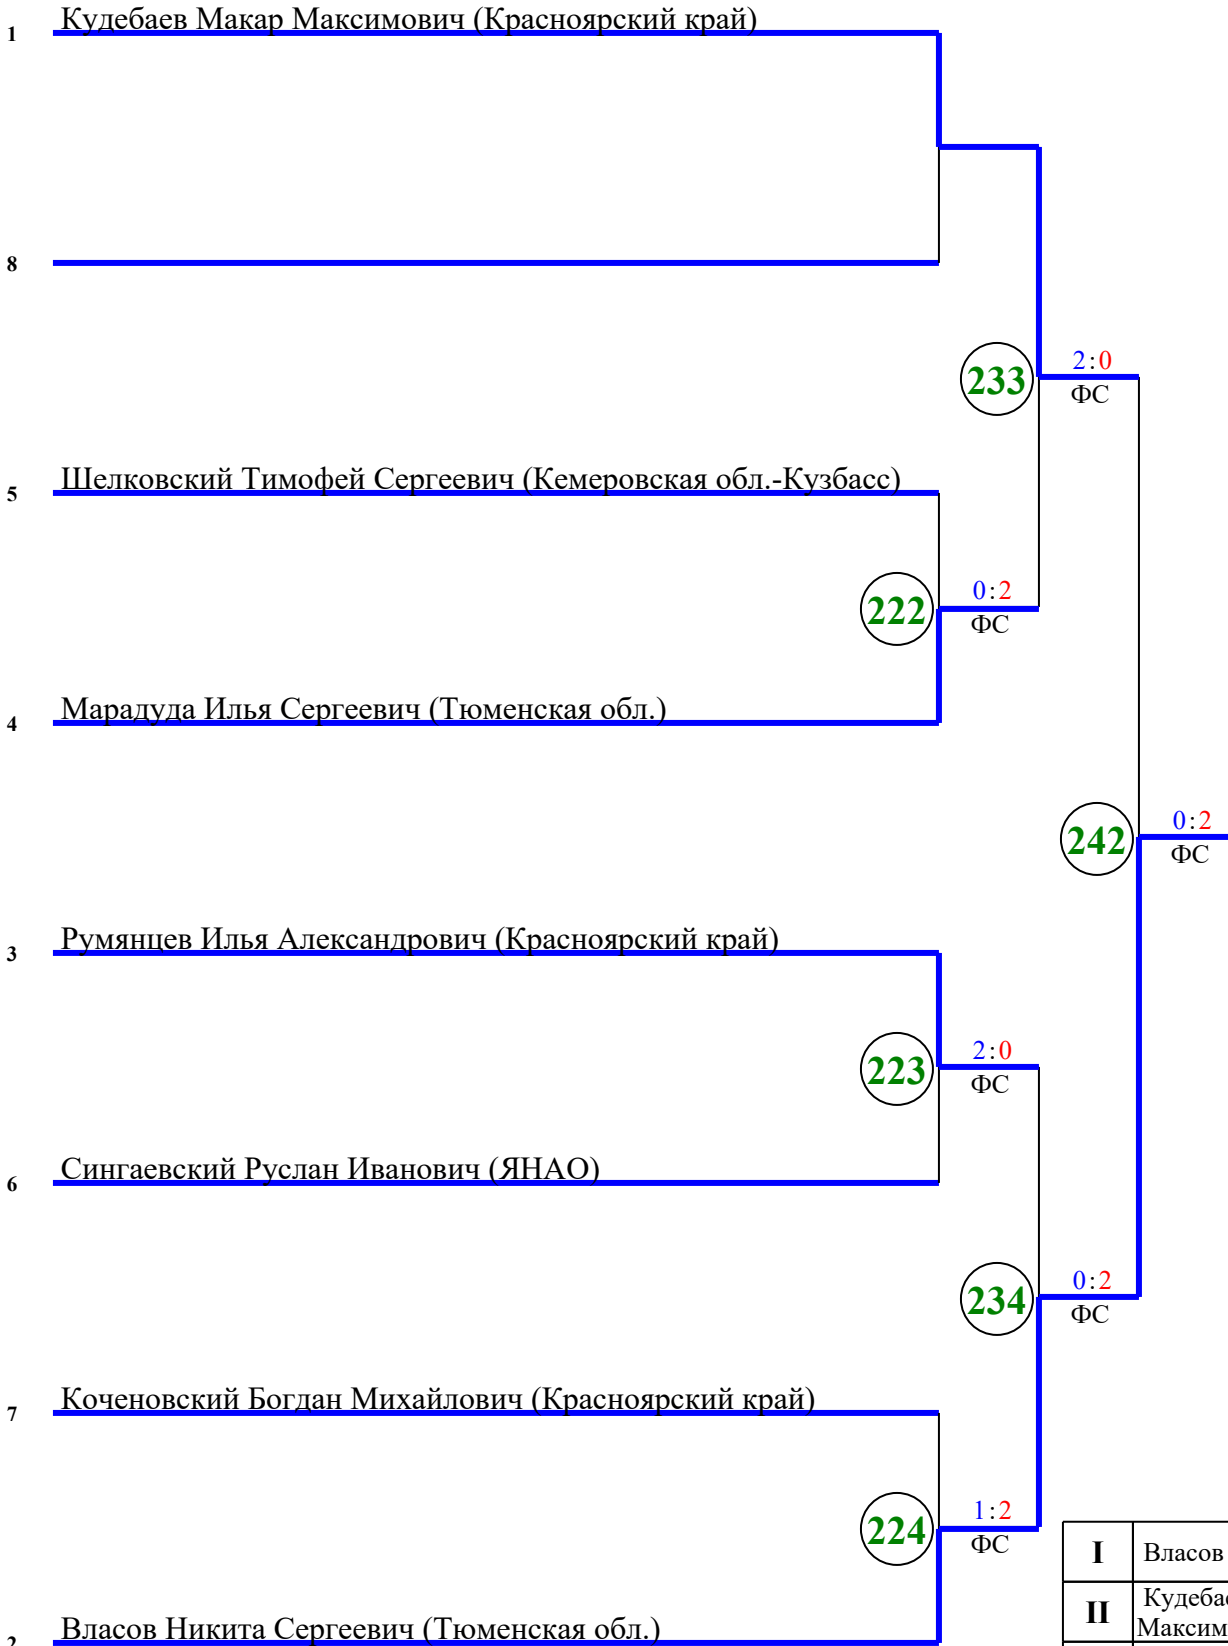 Кудебаев Макар Максимович (Красноярский край)
1
8
2:0
233
ФС
Шелковский Тимофей Сергеевич (Кемеровская обл.-Кузбасс)
5
0:2
222
ФС
Марадуда Илья Сергеевич (Тюменская обл.)
4
0:2
242
ФС
Румянцев Илья Александрович (Красноярский край)
3
2:0
223
ФС
Сингаевский Руслан Иванович (ЯНАО)
6
0:2
234
ФС
Коченовский Богдан Михайлович (Красноярский край)
7
1:2
224
ФС
I Власов
II
Власов Никита Сергеевич (Тюменская обл.)
2